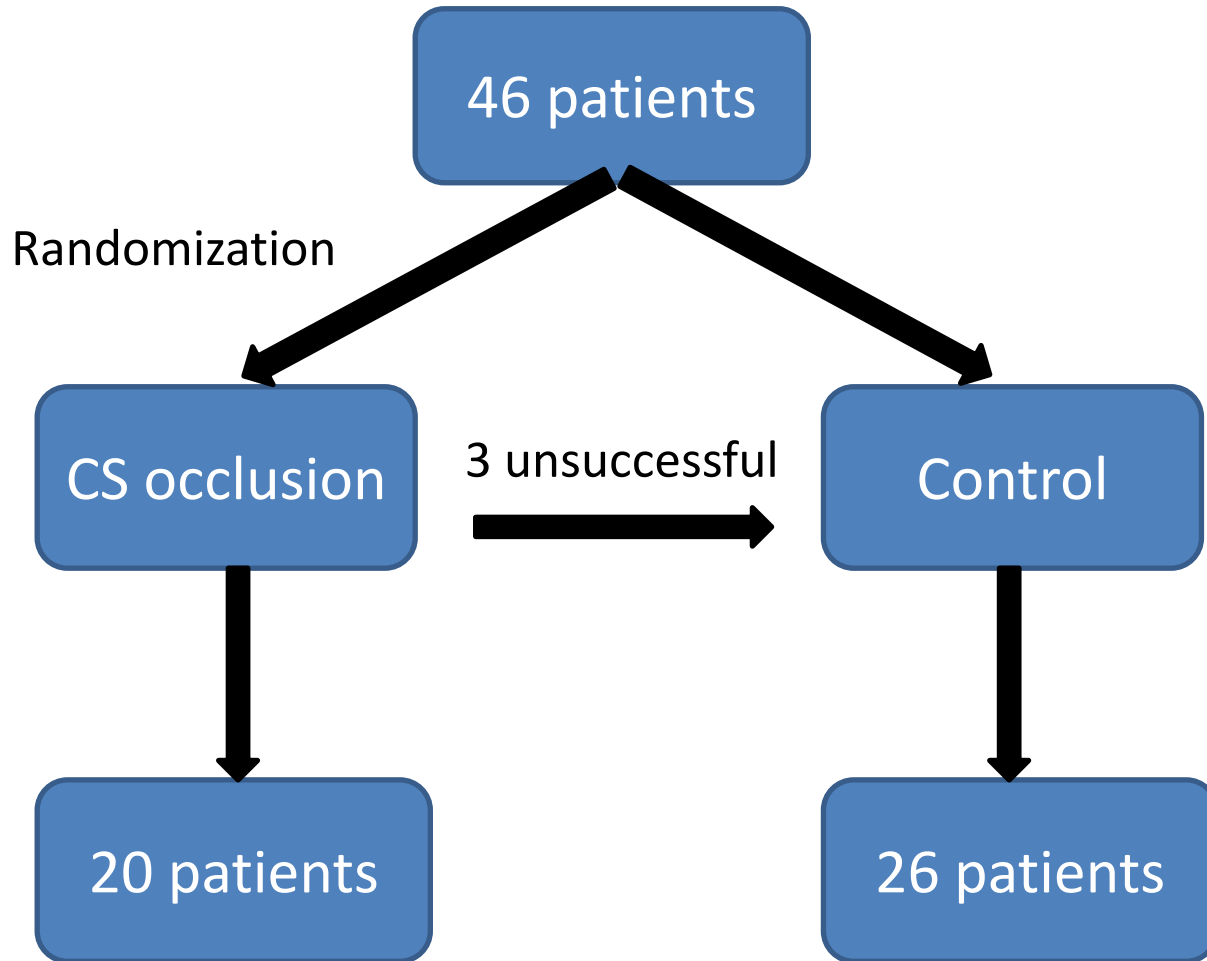 46 patients
Randomization
CS occlusion
3 unsuccessful
Control
20 patients
26 patients